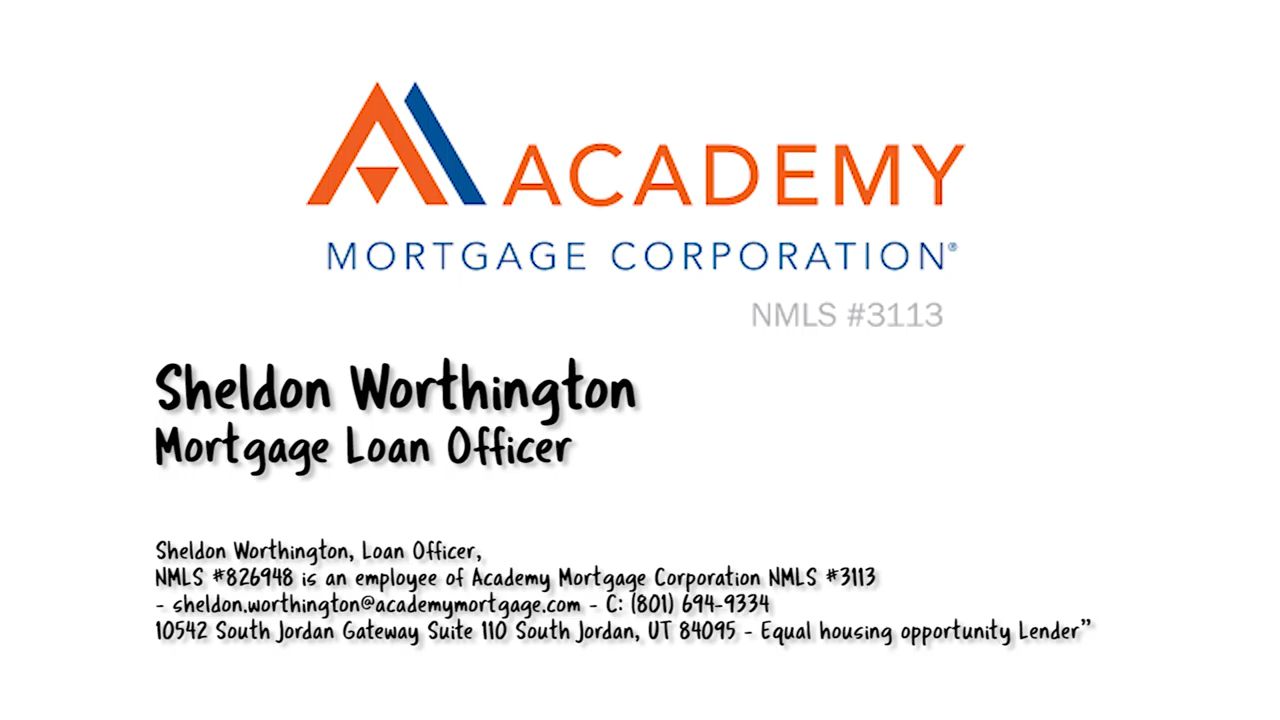 ACADEMY
MORTGAGE CORPORATION®
NMLS #3113
Sheldon Worthington
Mortgage Loan Officer
Sheldon Worthington, Loan Officer,
NMLS #826948 is an employee of Academy Mortgage Corporation NMLS #3113
- sheldon.worthington@academymortgage.com - C: (801) 694-9334
10542 South Jordan Gateway Suite 110 South Jordan, UT 84095 - Equal housing opportunity Lender”